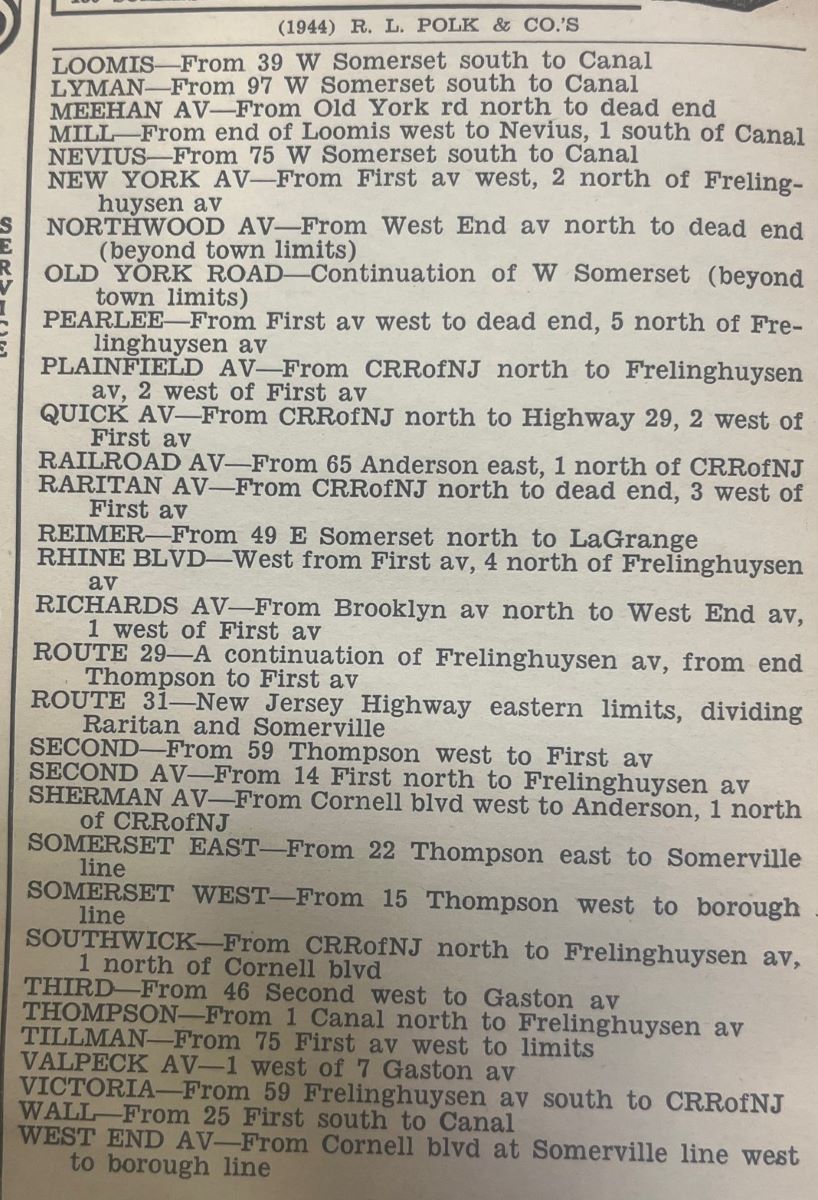 (1944) R. L. POLK & CO.'S
LOOMIS—From 39 W Somerset south to Canal
LYMAN—From 97 W Somerset south to Canal
MEEHAN AV—From Old York rd north to dead end
MILL—From end of Loomis west to Nevius, 1 south of Canal
NEVIUS—From 75 W Somerset south to Canal
NEW YORK AV—From First av west, 2 north of Freling-
huysen av
NORTHWOOD AV—From West End av north to dead end
(beyond town limits)
OLD YORK ROAD—Continuation of W Somerset (beyond
town limits)
PEARLEE—From First av west to dead end, 5 north of Fre-
linghuysen av
PLAINFIELD AV—From CRRofNJ north to Frelinghuysen
av, 2 west of First av
QUICK AV—From CRRofNJ north to Highway 29, 2 west of
First av
RAILROAD AV—From 65 Anderson east, 1 north of CRRofNJ
RARITAN AV—From CRRofNJ north to dead end, 3 west of
First av
REIMER—From 49 E Somerset north to LaGrange
RHINE BLVD—West from First av, 4 north of Frelinghuysen
av
RICHARDS AV—From Brooklyn av north to West End av,
1 west of First av
ROUTE 29—A continuation of Frelinghuysen av, from end
Thompson to First av
ROUTE 31—New Jersey Highway eastern limits, dividing
Raritan and Somerville
SECOND—From 59 Thompson west to First av
SECOND AV—From 14 First north to Frelinghuysen av
SHERMAN AV—From Cornell blvd west to Anderson, 1 north
of CRRofNJ
SOMERSET EAST—From 22 Thompson east to Somerville
line
SOMERSET WEST—From 15 Thompson west to borough
line
SOUTHWICK—From CRRofNJ north to Frelinghuysen av,
1 north of Cornell blvd
THIRD—From 46 Second west to Gaston av
THOMPSON—From 1 Canal north to Frelinghuysen av
TILLMAN—From 75 First av west to limits
VALPECK AV—1 west of 7 Gaston av
VICTORIA—From 59 Frelinghuysen av south to CRRofNJ
WALL—From 25 First south to Canal
WEST END AV—From Cornell blvd at Somerville line west
to borough line
SERVICE